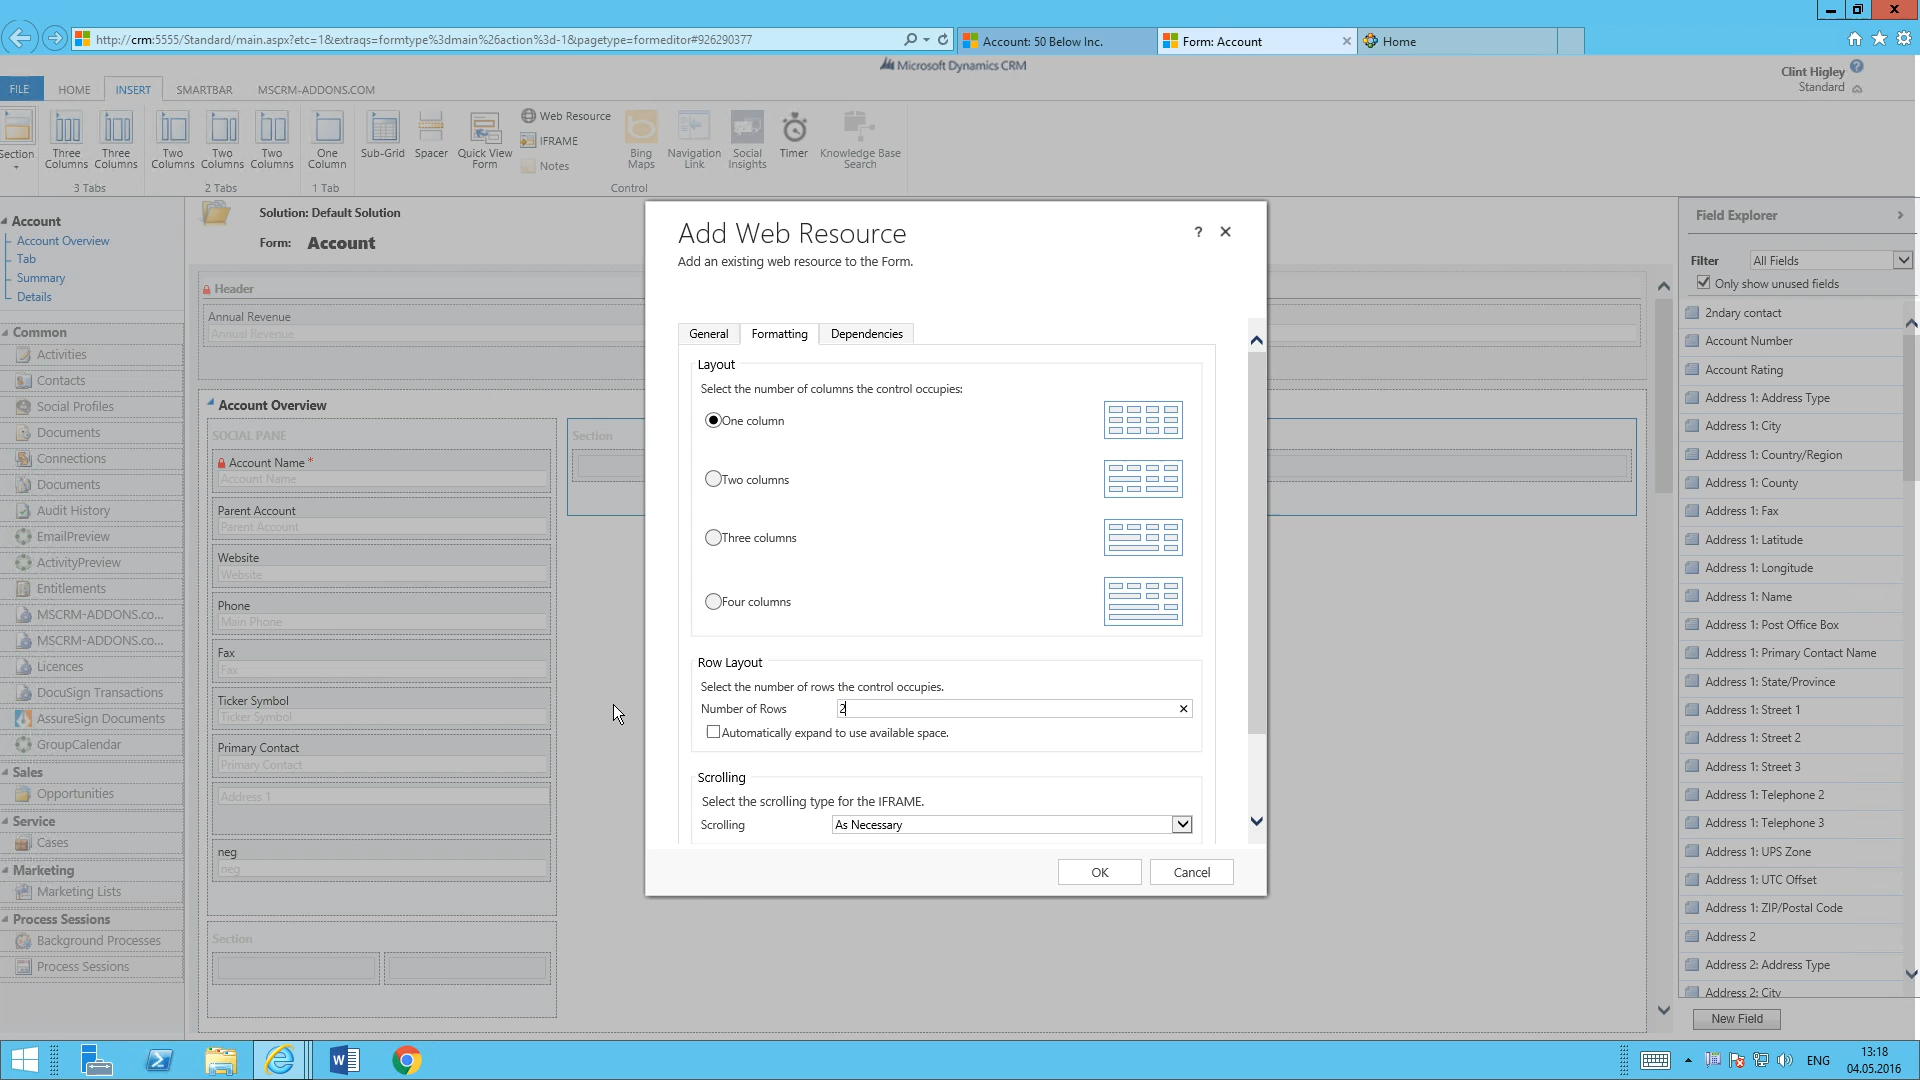 http://crm:5555/Standard/main.aspx?etc=1&extraqs=formtype%3dmain%26action%3d-1&pagetype=formeditor#926290377
Account: 50 Below Inc.
Form: Account
Home
Microsoft Dynamics CRM
Clint Higley
Standard
FILE
HOME
INSERT
SMARTBAR
MSCRM-ADDONS.COM
Section
Three Columns
Three Columns
3 Tabs
Two Columns
Two Columns
Two Columns
2 Tabs
One Column
1 Tab
Sub-Grid
Spacer
Quick View Form
Web Resource
IFRAME
Notes
Bing Maps
Navigation Link
Social Insights
Timer
Knowledge Base Search
Control
Account
Account Overview
Tab
Summary
Details
Common
Activities
Contacts
Social Profiles
Documents
Connections
Documents
Audit History
EmailPreview
ActivityPreview
Entitlements
MSCRM-ADDONS.co...
MSCRM-ADDONS.co...
Licences
DocuSign Transactions
AssureSign Documents
GroupCalendar
Sales
Opportunities
Service
Cases
Marketing
Marketing Lists
Process Sessions
Background Processes
Process Sessions
Solution: Default Solution
Form: Account
Header
Annual Revenue
Annual Revenue
Account Overview
SOCIAL PANE
Account Name *
Account Name
Parent Account
Parent Account
Website
Website
Phone
Main Phone
Fax
Fax
Ticker Symbol
Ticker Symbol
Primary Contact
Primary Contact
Address 1
neg
neg
Section
Section
Add Web Resource
? ✕
Add an existing web resource to the Form.
General
Formatting
Dependencies
Layout
Select the number of columns the control occupies:
One column
Two columns
Three columns
Four columns
Row Layout
Select the number of rows the control occupies.
Number of Rows 2
Automatically expand to use available space.
Scrolling
Select the scrolling type for the IFRAME.
Scrolling As Necessary
OK
Cancel
Field Explorer
Filter All Fields
Only show unused fields
2ndary contact
Account Number
Account Rating
Address 1: Address Type
Address 1: City
Address 1: Country/Region
Address 1: County
Address 1: Fax
Address 1: Latitude
Address 1: Longitude
Address 1: Name
Address 1: Post Office Box
Address 1: Primary Contact Name
Address 1: State/Province
Address 1: Street 1
Address 1: Street 2
Address 1: Street 3
Address 1: Telephone 2
Address 1: Telephone 3
Address 1: UPS Zone
Address 1: UTC Offset
Address 1: ZIP/Postal Code
Address 2
Address 2: Address Type
Address 2: City
New Field
ENG
13:18
04.05.2016